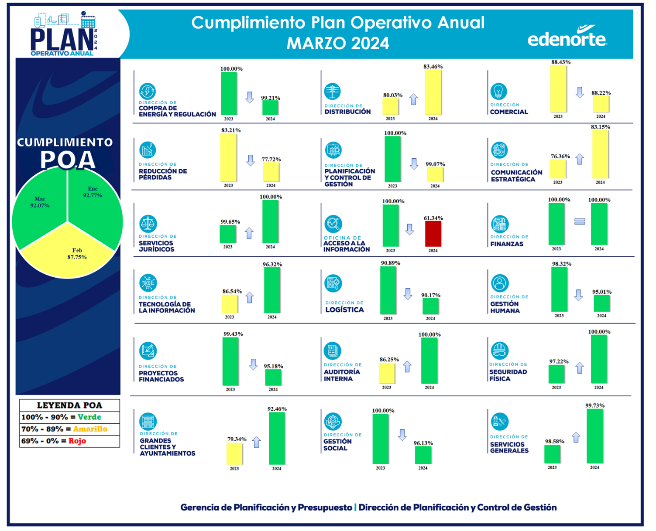 PLAN
2024
OPERATIVO ANUAL
Cumplimiento Plan Operativo Anual
MARZO 2024
edenorte
CUMPLIMIENTO
POA
Mar
92.07%
Ene
92.77%
Feb
87.75%
LEYENDA POA
100% - 90% = Verde
70% - 89% = Amarillo
69% - 0% = Rojo
DIRECCIÓN DE
COMPRA DE
ENERGÍA Y REGULACIÓN
100.00%
99.21%
2023
2024
DIRECCIÓN DE
DISTRIBUCIÓN
80.03%
83.46%
2023
2024
DIRECCIÓN
COMERCIAL
88.43%
88.22%
2023
2024
DIRECCIÓN DE
REDUCCIÓN DE
PÉRDIDAS
83.21%
77.72%
2023
2024
DIRECCIÓN DE
PLANIFICACIÓN
Y CONTROL DE
GESTIÓN
100.00%
99.07%
2023
2024
DIRECCIÓN DE
COMUNICACIÓN
ESTRATÉGICA
76.36%
83.15%
2023
2024
DIRECCIÓN DE
SERVICIOS
JURÍDICOS
99.65%
100.00%
2023
2024
OFICINA DE
ACCESO A LA
INFORMACIÓN
100.00%
61.34%
2023
2024
DIRECCIÓN DE
FINANZAS
100.00%
100.00%
2023
2024
DIRECCIÓN DE
TECNOLOGÍA DE
LA INFORMACIÓN
86.54%
96.32%
2023
2024
DIRECCIÓN DE
LOGÍSTICA
90.89%
90.17%
2023
2024
DIRECCIÓN DE
GESTIÓN
HUMANA
98.32%
95.01%
2023
2024
DIRECCIÓN DE
PROYECTOS
FINANCIADOS
99.43%
95.18%
2023
2024
DIRECCIÓN DE
AUDITORÍA
INTERNA
86.25%
100.00%
2023
2024
DIRECCIÓN DE
SEGURIDAD
FÍSICA
97.22%
100.00%
2023
2024
DIRECCIÓN DE
GRANDES
CLIENTES Y
AYUNTAMIENTOS
70.34%
92.46%
2023
2024
DIRECCIÓN DE
GESTIÓN
SOCIAL
100.00%
96.13%
2023
2024
DIRECCIÓN DE
SERVICIOS
GENERALES
98.58%
99.73%
2023
2024
Gerencia de Planificación y Presupuesto | Dirección de Planificación y Control de Gestión